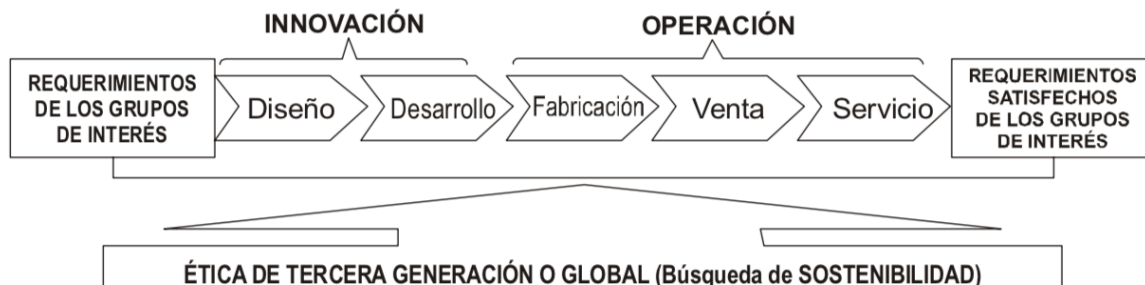 INNOVACIÓN
OPERACIÓN
REQUERIMIENTOS
DE LOS GRUPOS
DE INTERÉS
Diseño
Desarrollo
Fabricación
Venta
Servicio
REQUERIMIENTOS
SATISFECHOS
DE LOS GRUPOS
DE INTERÉS
ÉTICA DE TERCERA GENERACIÓN O GLOBAL (Búsqueda de SOSTENIBILIDAD)